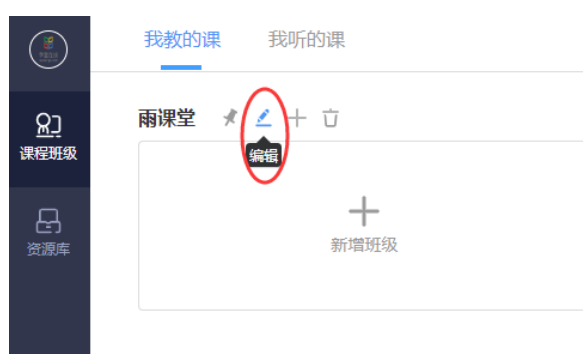 我教的课 我听的课
雨课堂
编辑
课程班级
新增班级
资源库